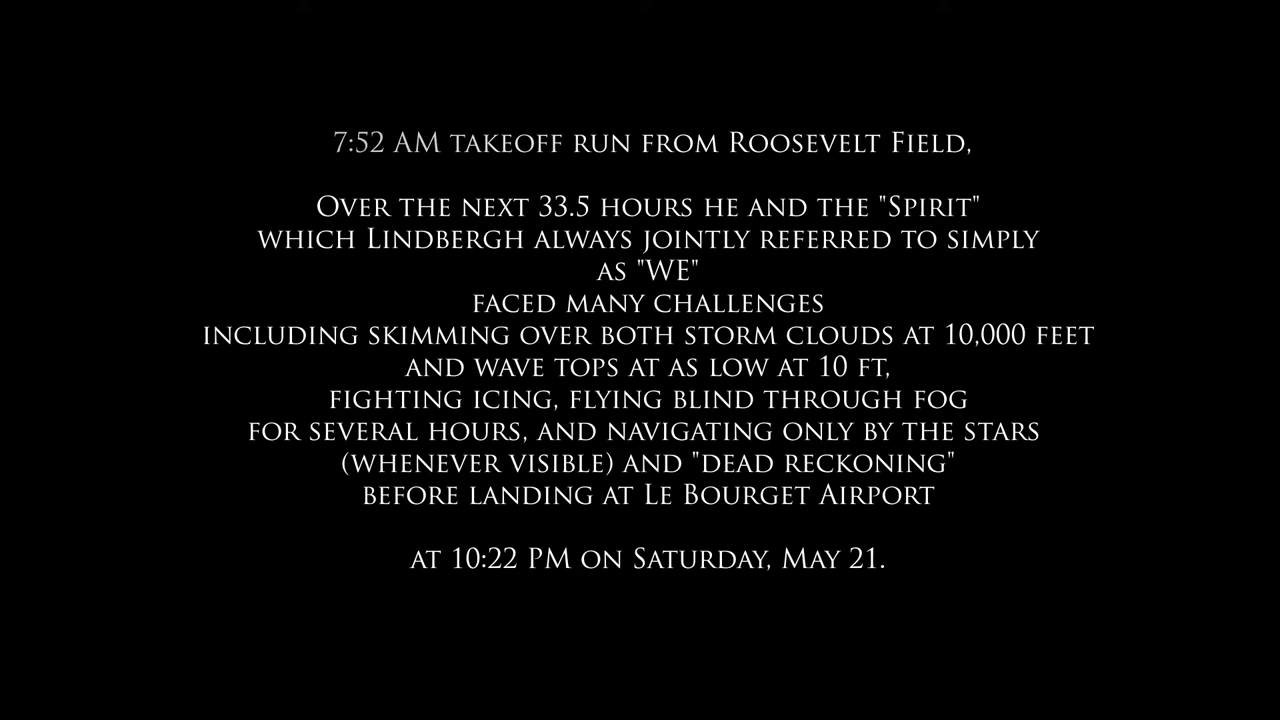 7:52 AM takeoff run from Roosevelt Field,
Over the next 33.5 hours he and the "Spirit"
which Lindbergh always jointly referred to simply
as "WE"
faced many challenges
including skimming over both storm clouds at 10,000 feet
and wave tops at as low at 10 ft,
fighting icing, flying blind through fog
for several hours, and navigating only by the stars
(whenever visible) and "dead reckoning"
before landing at Le Bourget Airport
at 10:22 PM on Saturday, May 21.